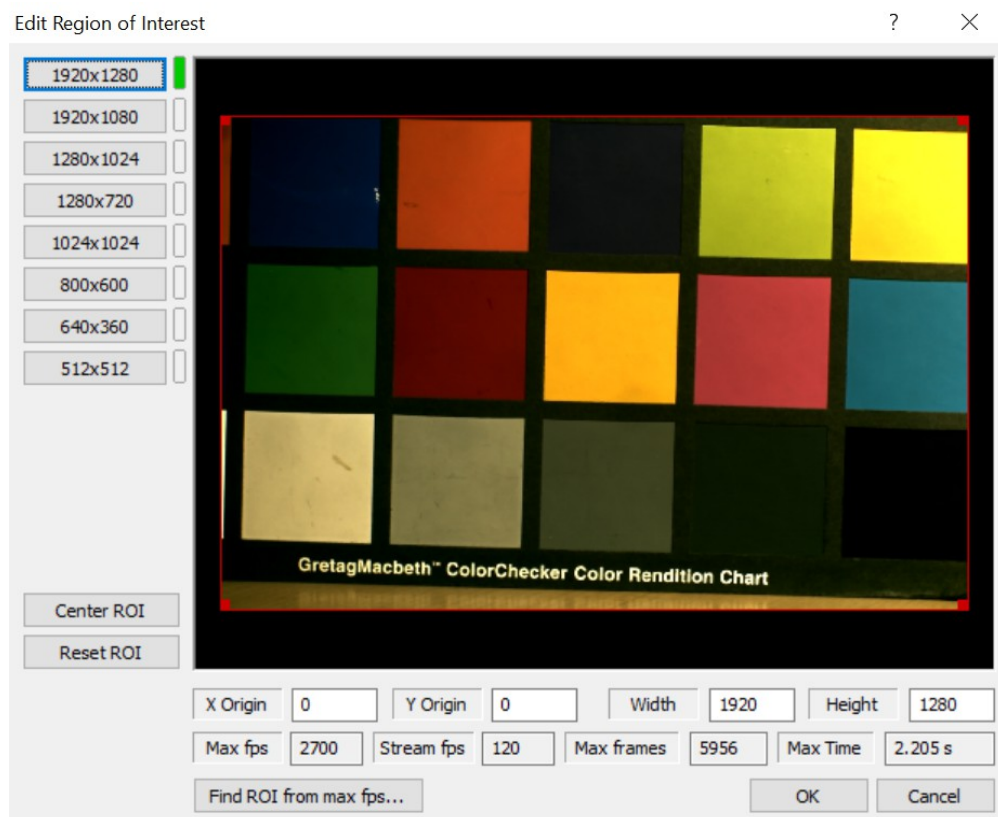 Edit Region of Interest
?
1920x1280
1920x1080
1280x1024
1280x720
1024x1024
800x600
640x360
512x512
GretagMacbeth™ ColorChecker Color Rendition Chart
Center ROI
Reset ROI
X Origin 0 Y Origin 0 Width 1920 Height 1280
Max fps 2700 Stream fps 120 Max frames 5956 Max Time 2.205 s
Find ROI from max fps... OK Cancel